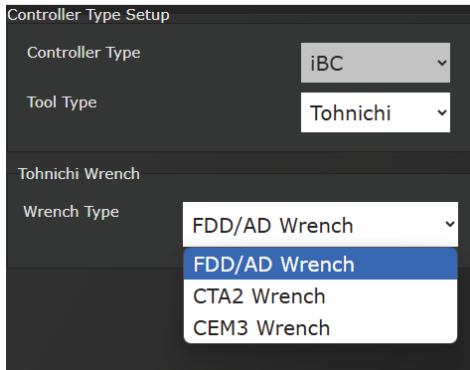 Controller Type Setup
Controller Type
iBC
Tool Type
Tohnichi
Tohnichi Wrench
Wrench Type
FDD/AD Wrench
FDD/AD Wrench
CTA2 Wrench
CEM3 Wrench